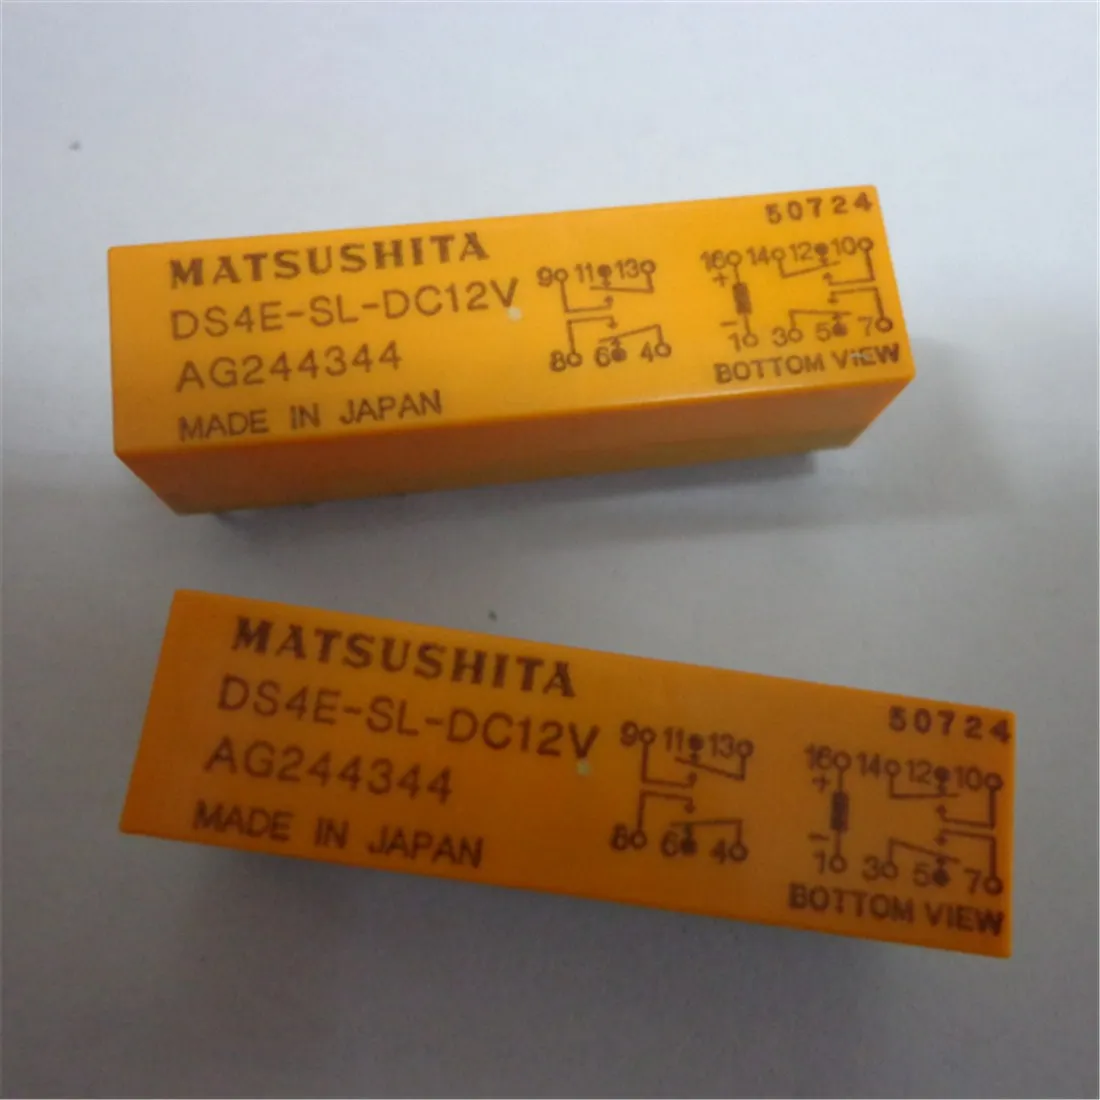 MATSUSHITA
DS4E-SL-DC12V
AG244344
MADE IN JAPAN
50724
9 11 13
8 6 4
16 14 12 10
+
-
1 3 5 7
BOTTOM VIEW
MATSUSHITA
DS4E-SL-DC12V
AG244344
MADE IN JAPAN
50724
9 11 13
8 6 4
16 14 12 10
+
-
1 3 5 7
BOTTOM VIEW